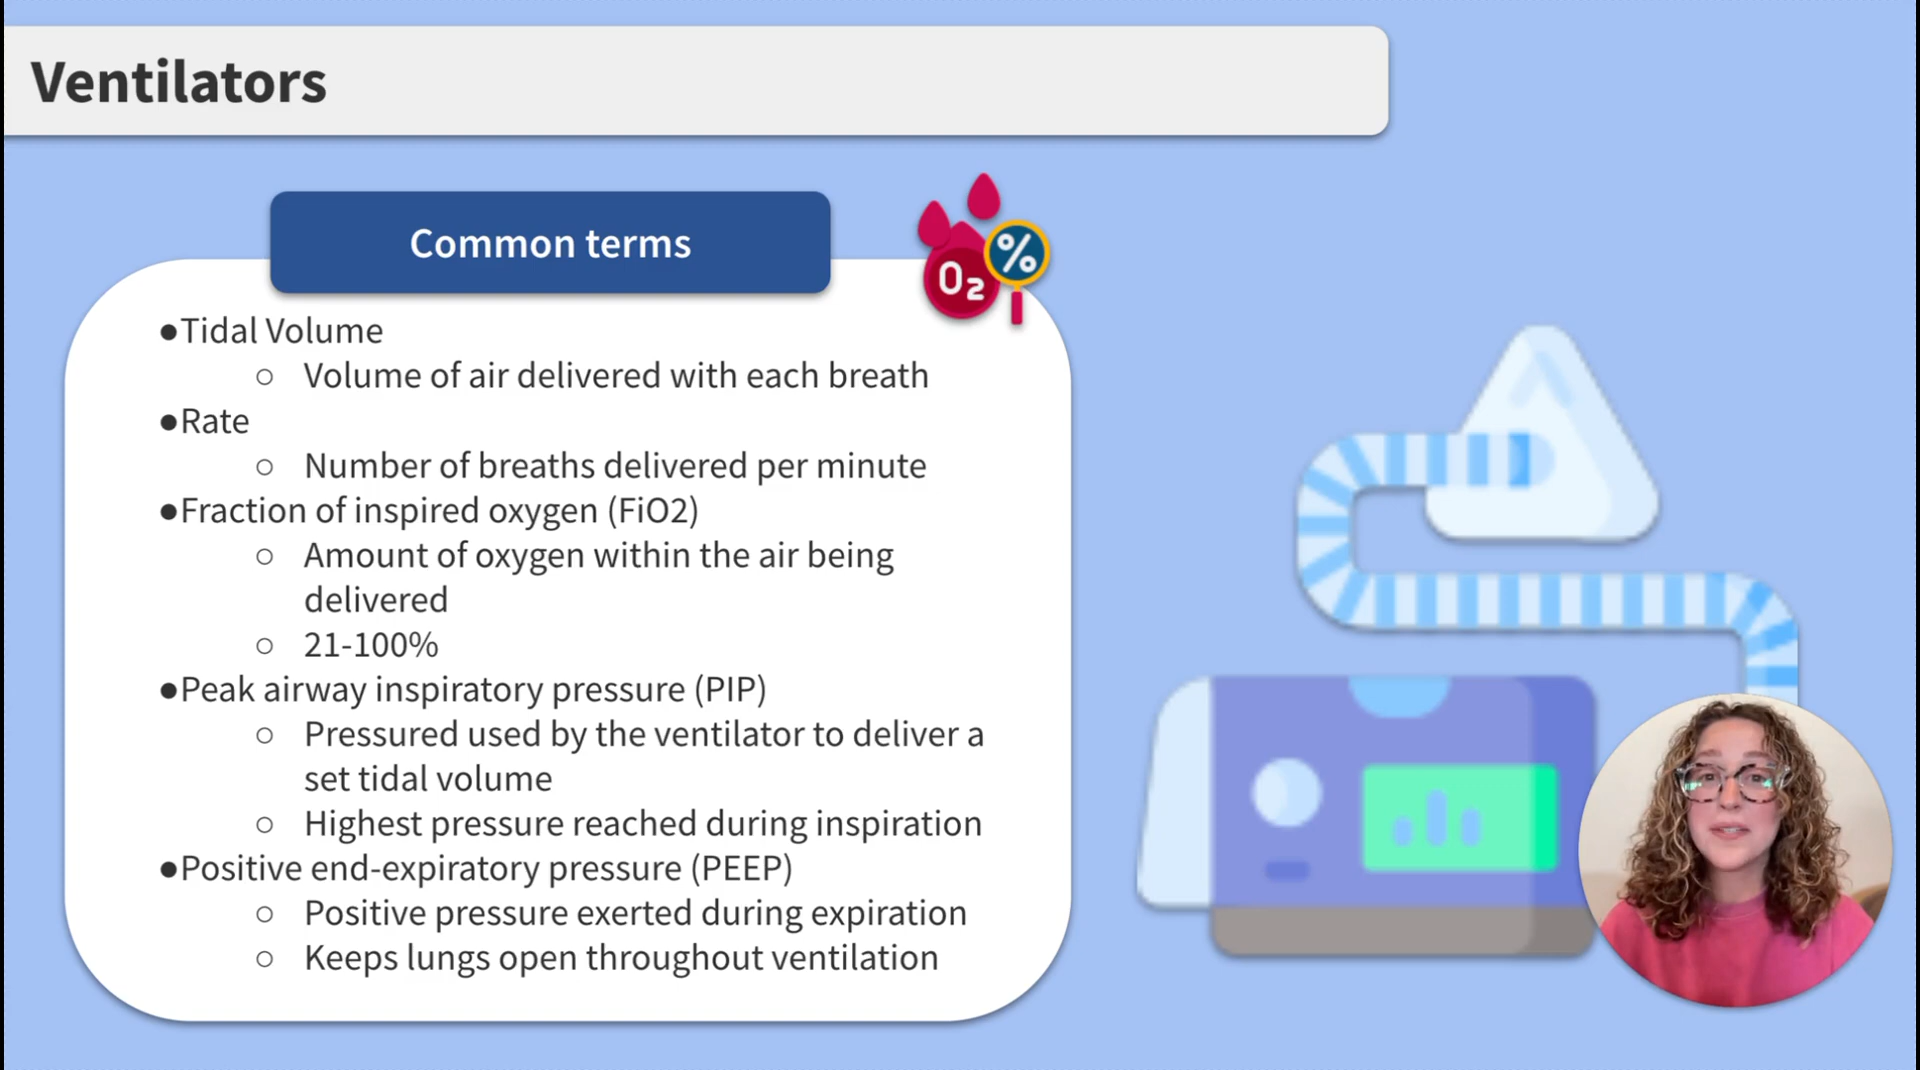 Ventilators
Common terms
O₂
%
●Tidal Volume
○ Volume of air delivered with each breath
●Rate
○ Number of breaths delivered per minute
●Fraction of inspired oxygen (FiO2)
○ Amount of oxygen within the air being
delivered
○ 21-100%
●Peak airway inspiratory pressure (PIP)
○ Pressured used by the ventilator to deliver a
set tidal volume
○ Highest pressure reached during inspiration
●Positive end-expiratory pressure (PEEP)
○ Positive pressure exerted during expiration
○ Keeps lungs open throughout ventilation